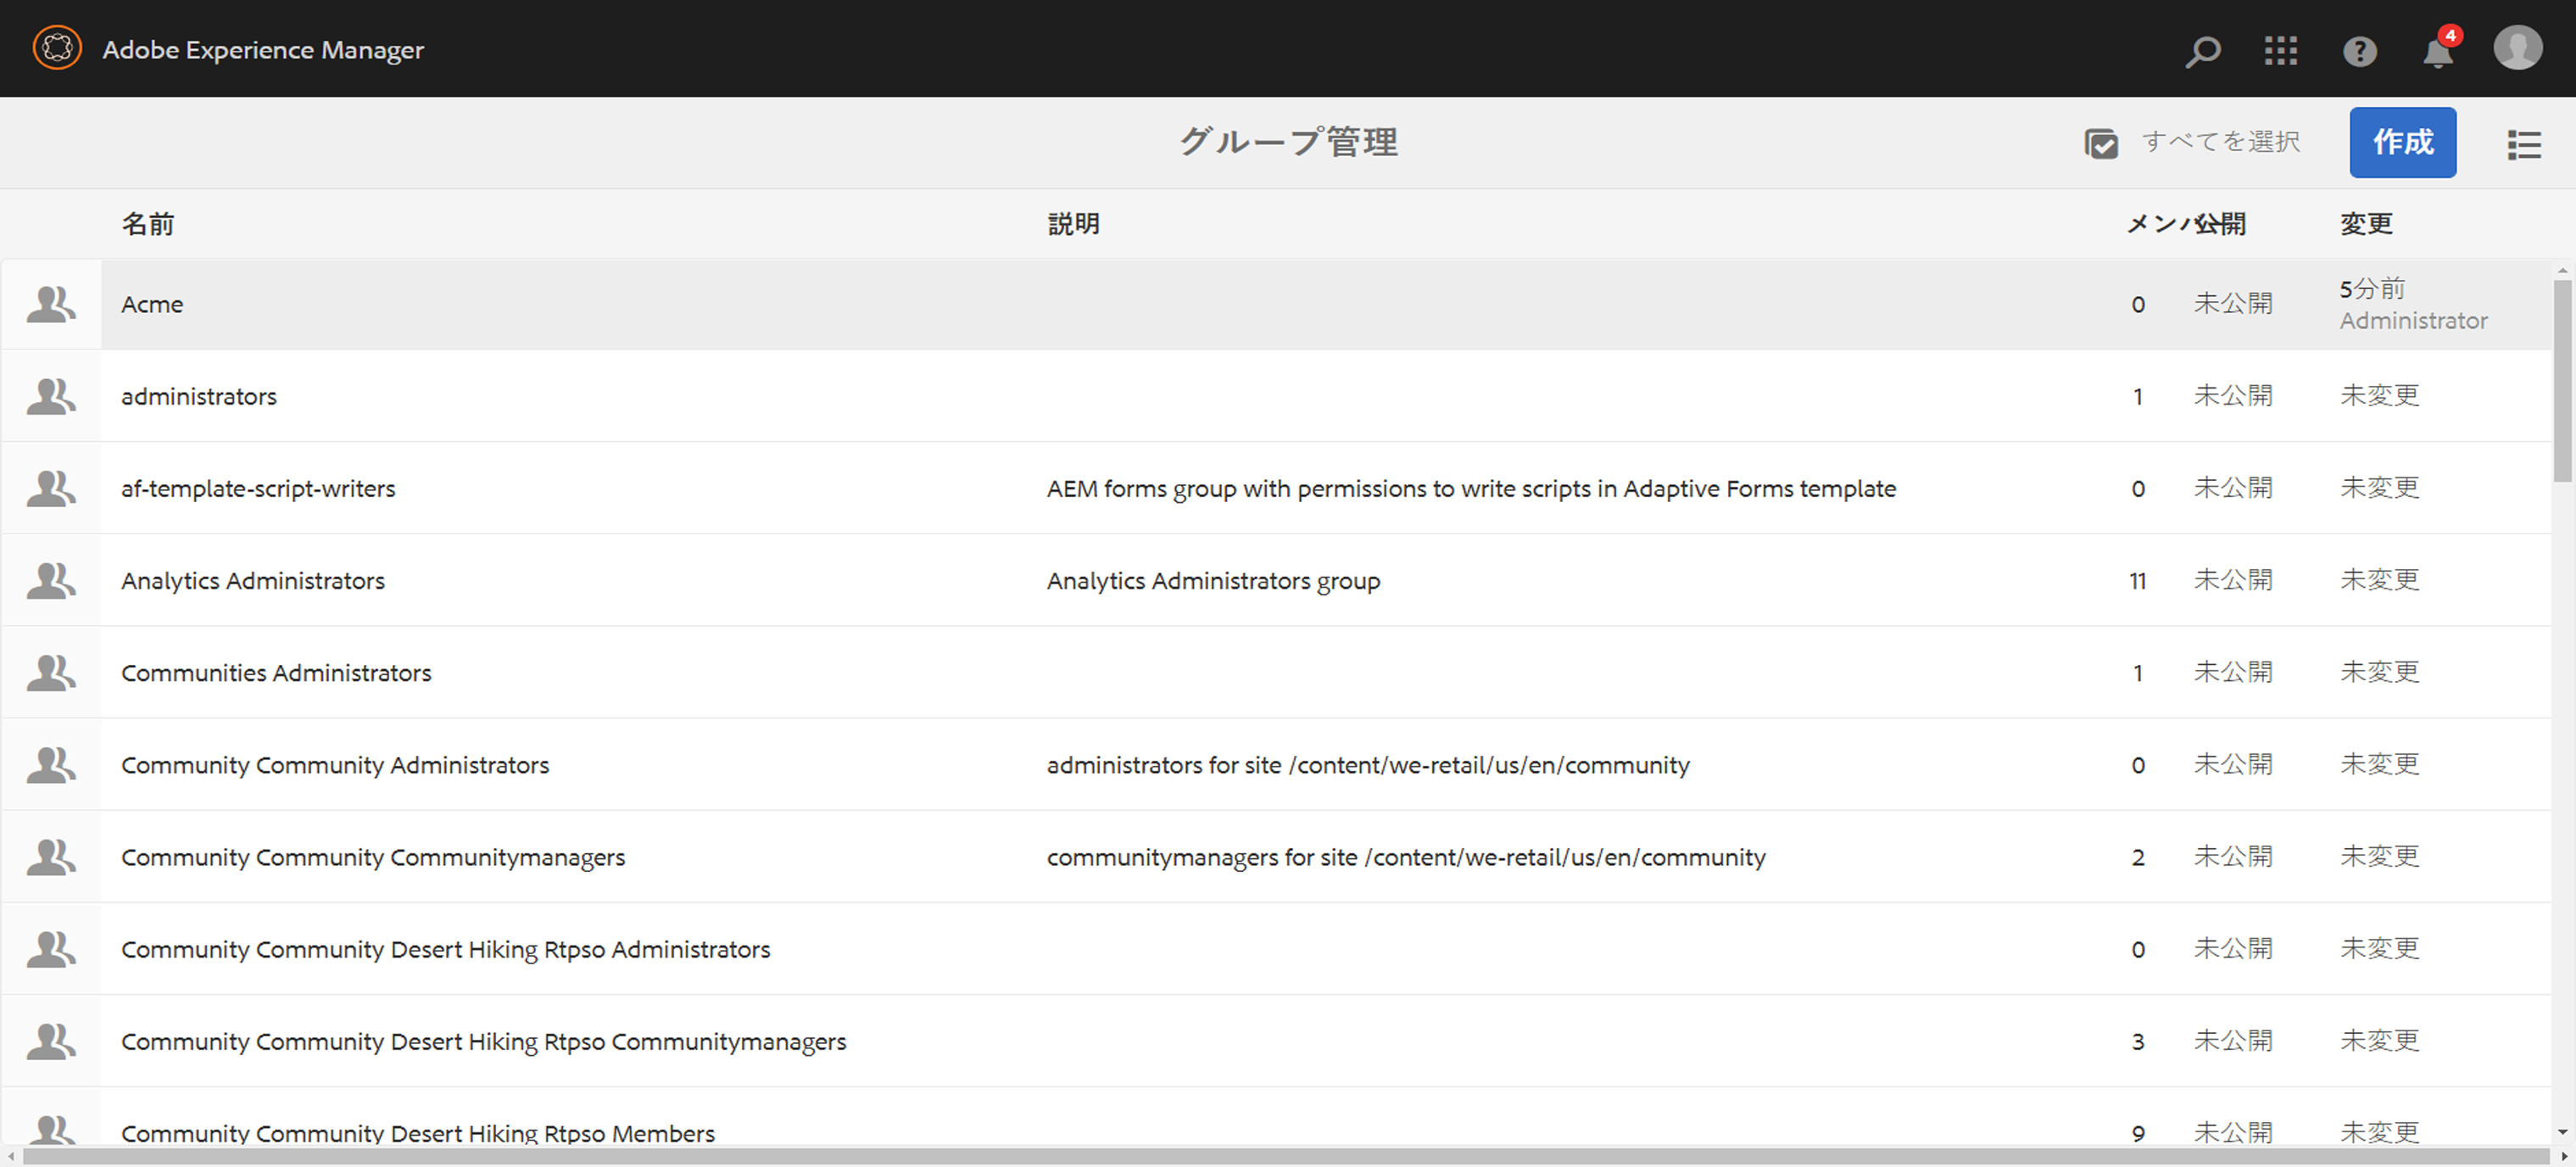 Adobe Experience Manager
4
グループ管理
すべてを選択
作成
名前 説明 メンバー 公開 変更
Acme 0 未公開 5分前
Administrator
administrators 1 未公開 未変更
af-template-script-writers AEM forms group with permissions to write scripts in Adaptive Forms template 0 未公開 未変更
Analytics Administrators Analytics Administrators group 11 未公開 未変更
Communities Administrators 1 未公開 未変更
Community Community Administrators administrators for site /content/we-retail/us/en/community 0 未公開 未変更
Community Community Communitymanagers communitymanagers for site /content/we-retail/us/en/community 2 未公開 未変更
Community Community Desert Hiking Rtpso Administrators 0 未公開 未変更
Community Community Desert Hiking Rtpso Communitymanagers 3 未公開 未変更
Community Community Desert Hiking Rtpso Members 9 未公開 未変更